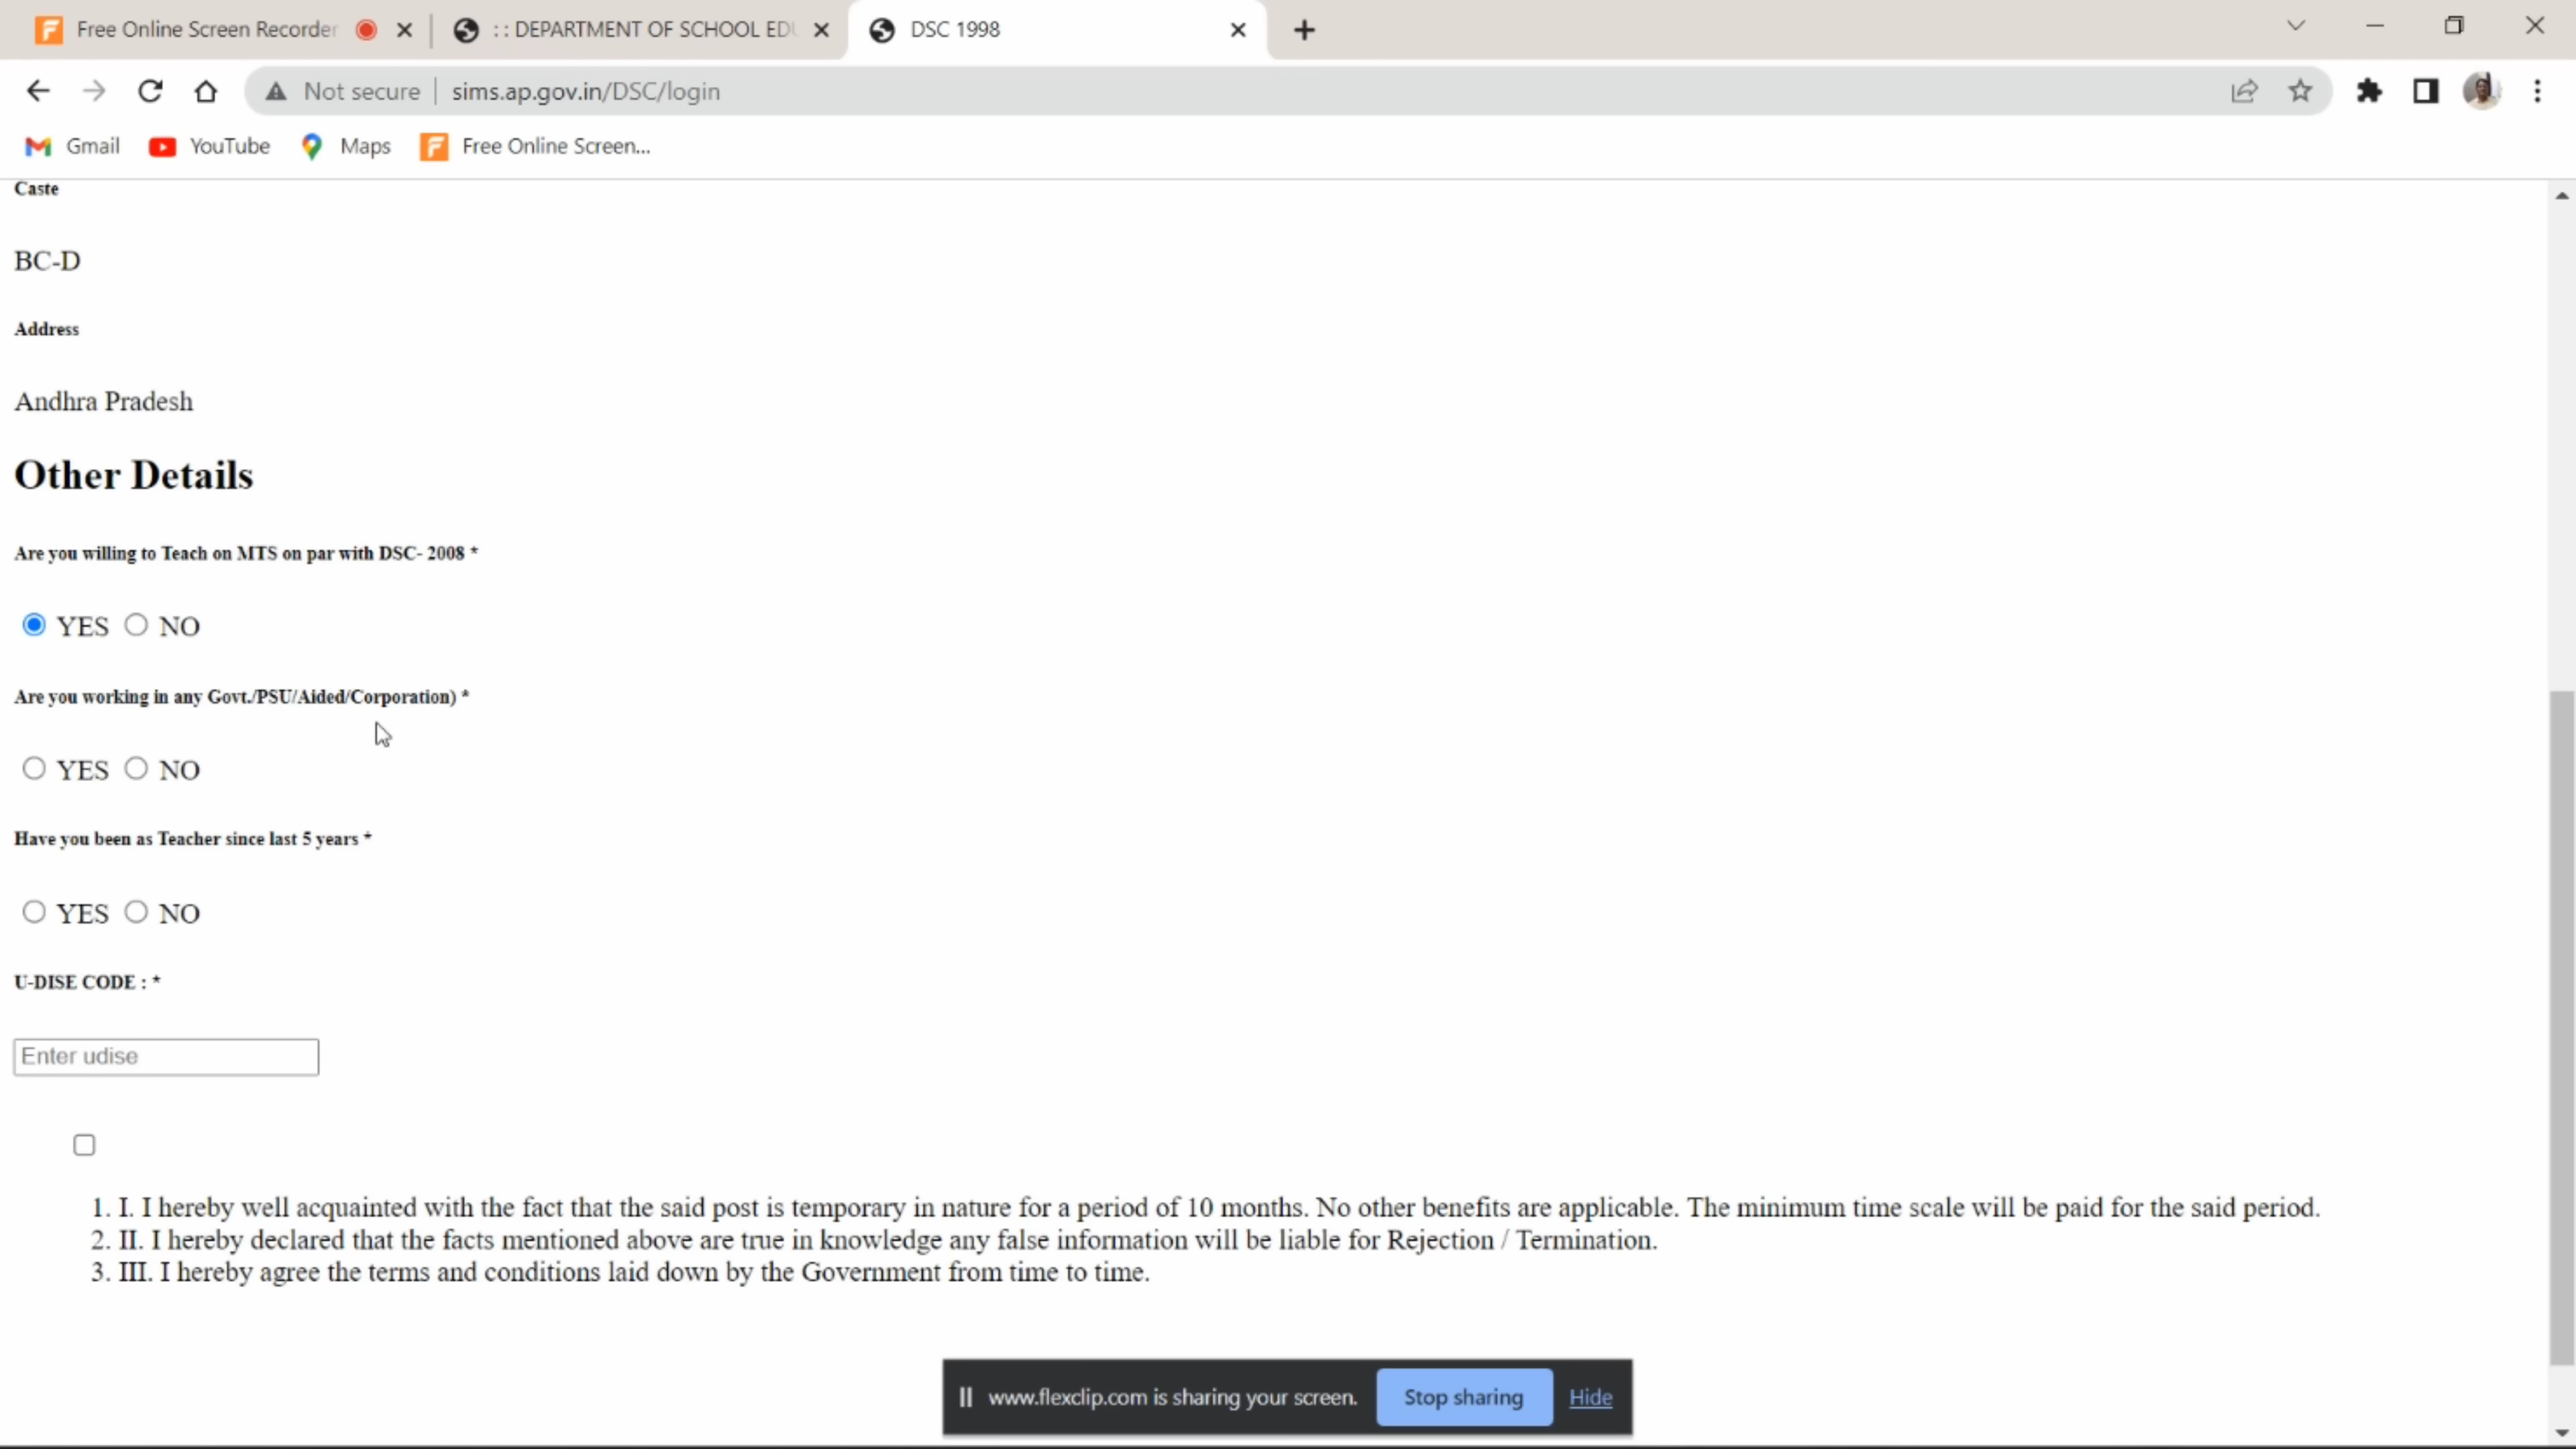 Free Online Screen Recorder
: : DEPARTMENT OF SCHOOL EDU
DSC 1998
Not secure
sims.ap.gov.in/DSC/login
Gmail
YouTube
Maps
Free Online Screen...
Caste
BC-D
Address
Andhra Pradesh
Other Details
Are you willing to Teach on MTS on par with DSC- 2008 *
YES NO
Are you working in any Govt./PSU/Aided/Corporation) *
YES NO
Have you been as Teacher since last 5 years *
YES NO
U-DISE CODE : *
Enter udise
1. I. I hereby well acquainted with the fact that the said post is temporary in nature for a period of 10 months. No other benefits are applicable. The minimum time scale will be paid for the said period.
2. II. I hereby declared that the facts mentioned above are true in knowledge any false information will be liable for Rejection / Termination.
3. III. I hereby agree the terms and conditions laid down by the Government from time to time.
www.flexclip.com is sharing your screen. Stop sharing Hide